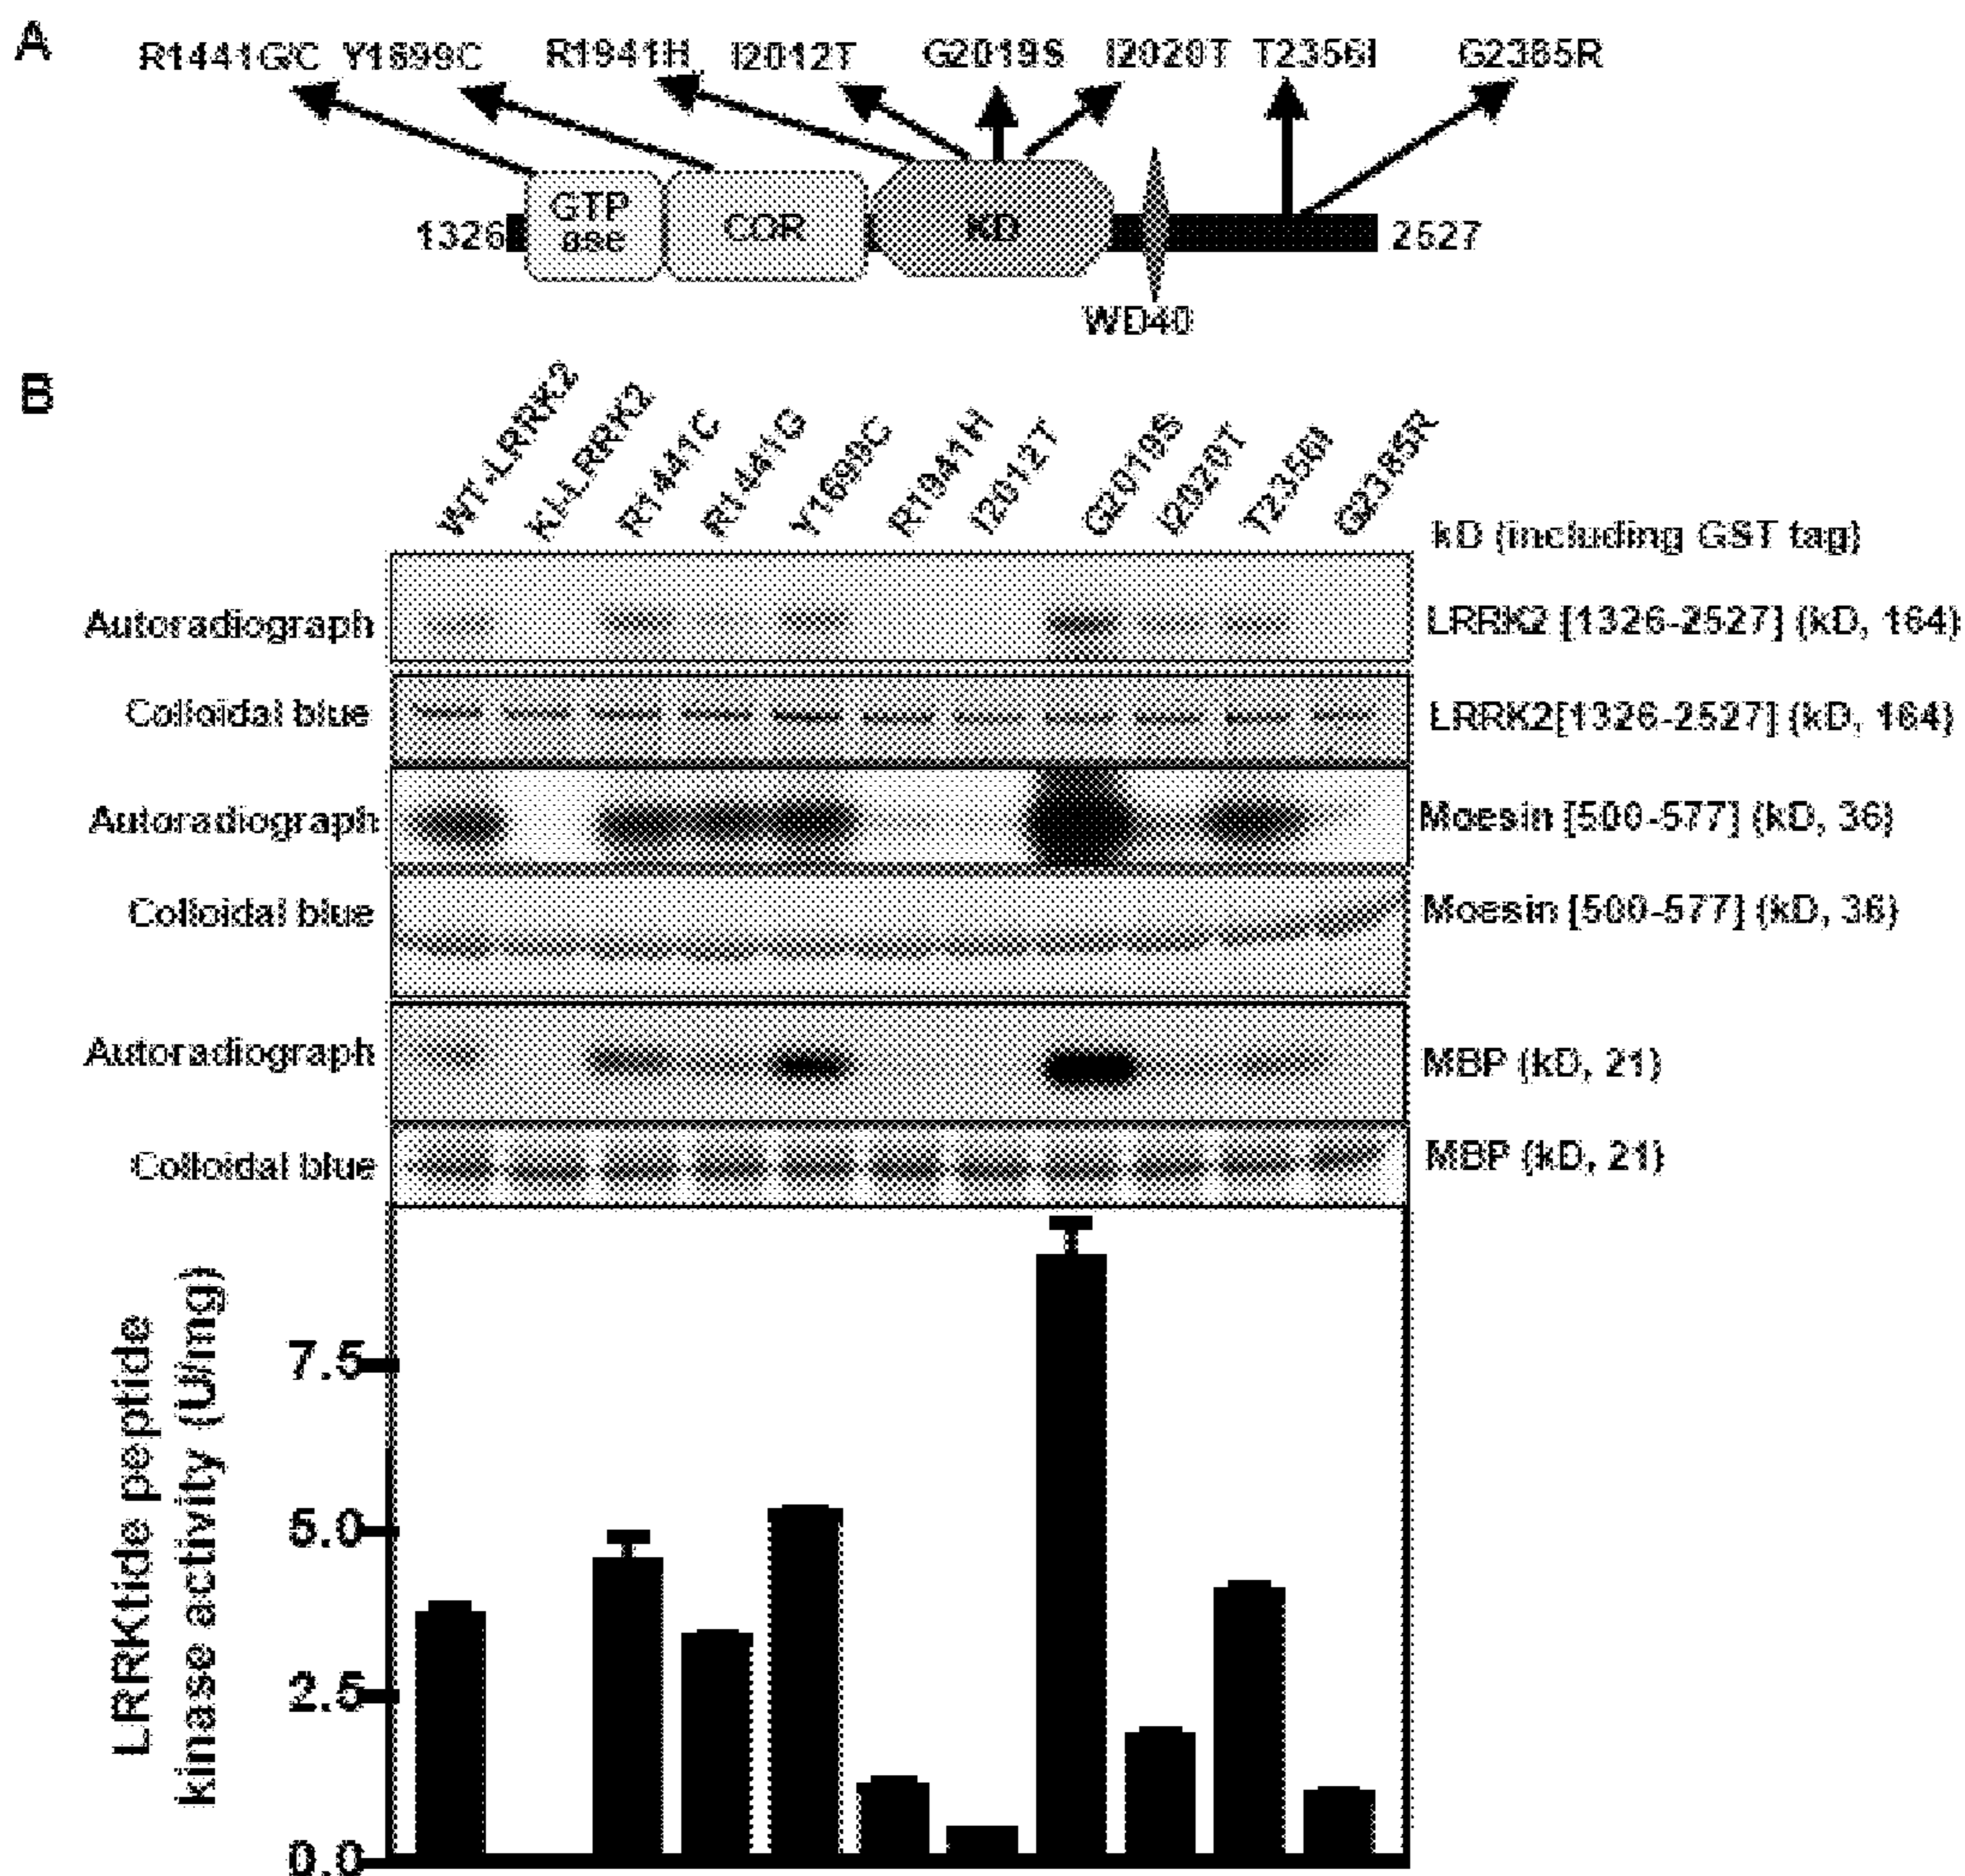 A
R1441G/C Y1699C R1941H I2012T G2019S I2020T T2356I G2385R
GTP
ase
COR
KD
1326
2527
WD40
B
WT-LRRK2 KI-LRRK2 R1441C R1441G Y1699C R1941H I2012T G2019S I2020T T2356I G2385R
kD (including GST tag)
Autoradiograph LRRK2 [1326-2527] (kD, 164)
Colloidal blue LRRK2[1326-2527] (kD, 164)
Autoradiograph Moesin [500-577] (kD, 36)
Colloidal blue Moesin [500-577] (kD, 36)
Autoradiograph MBP (kD, 21)
Colloidal blue MBP (kD, 21)
LRRKtide peptide
kinase activity (U/mg)
7.5
5.0
2.5
0.0